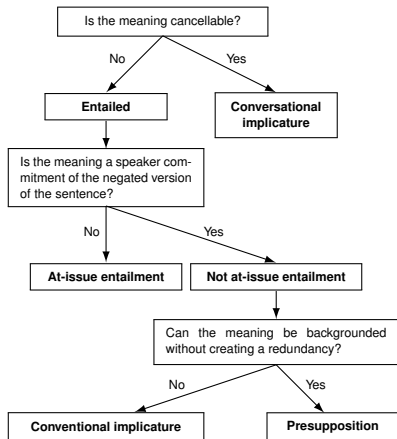 Is the meaning cancellable?
No
Yes
Entailed
Conversational
implicature
Is the meaning a speaker com-
mitment of the negated version
of the sentence?
No
Yes
At-issue entailment
Not at-issue entailment
Can the meaning be backgrounded
without creating a redundancy?
No
Yes
Conventional implicature
Presupposition